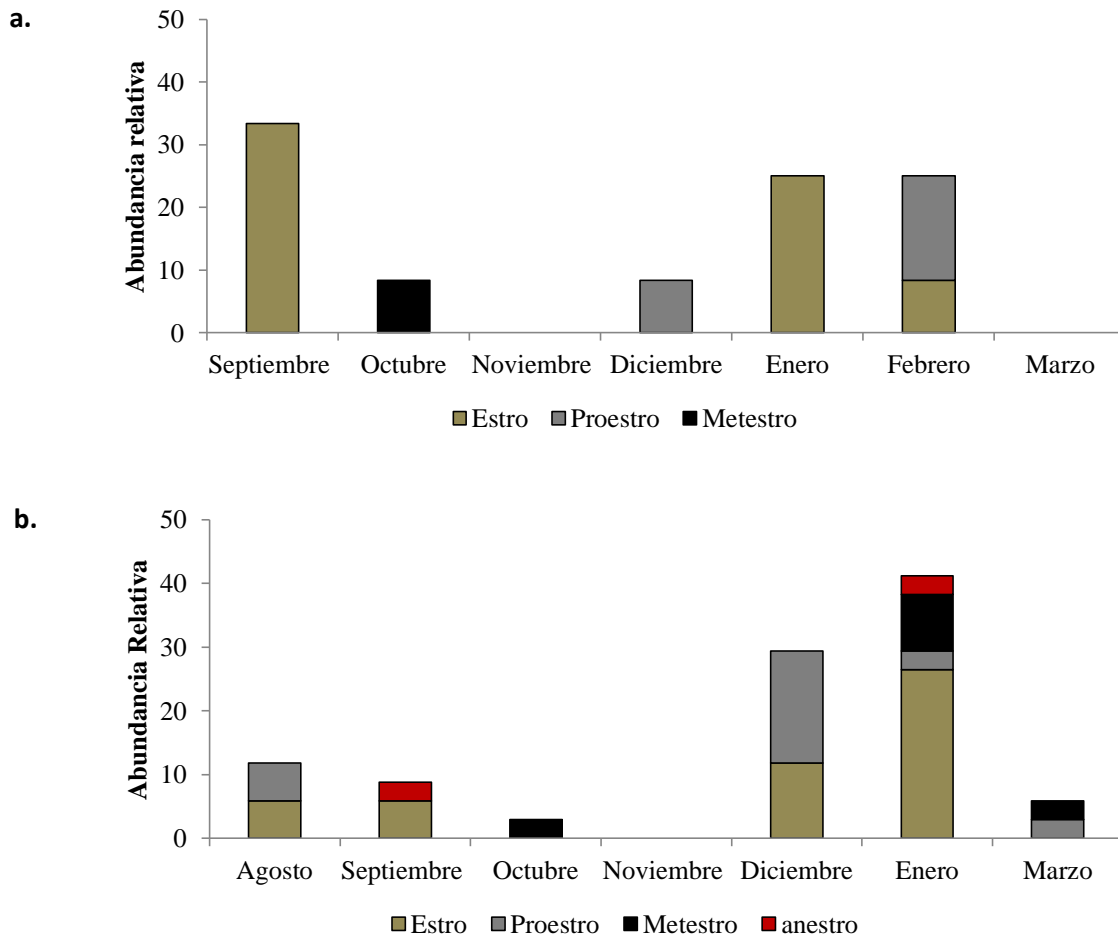 a.
Abundancia relativa
50
40
30
20
10
0
Septiembre Octubre Noviembre Diciembre Enero Febrero Marzo
Estro Proestro Metestro
b.
Abundancia Relativa
50
40
30
20
10
0
Agosto Septiembre Octubre Noviembre Diciembre Enero Marzo
Estro Proestro Metestro anestro